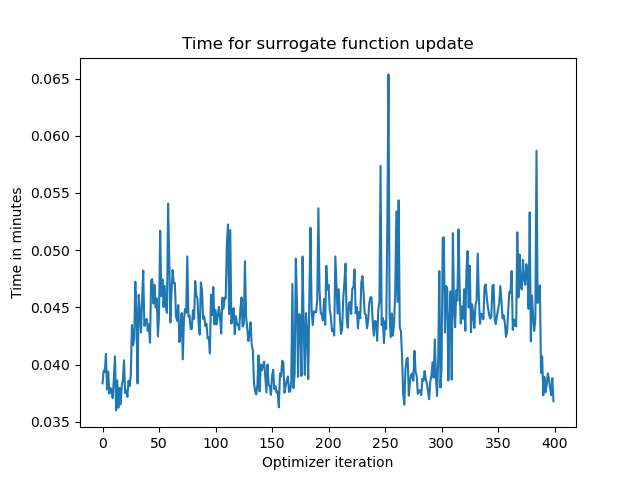 Time for surrogate function update
0.065
0.060
0.055
0.050
0.045
0.040
0.035
Time in minutes
0 50 100 150 200 250 300 350 400
Optimizer iteration